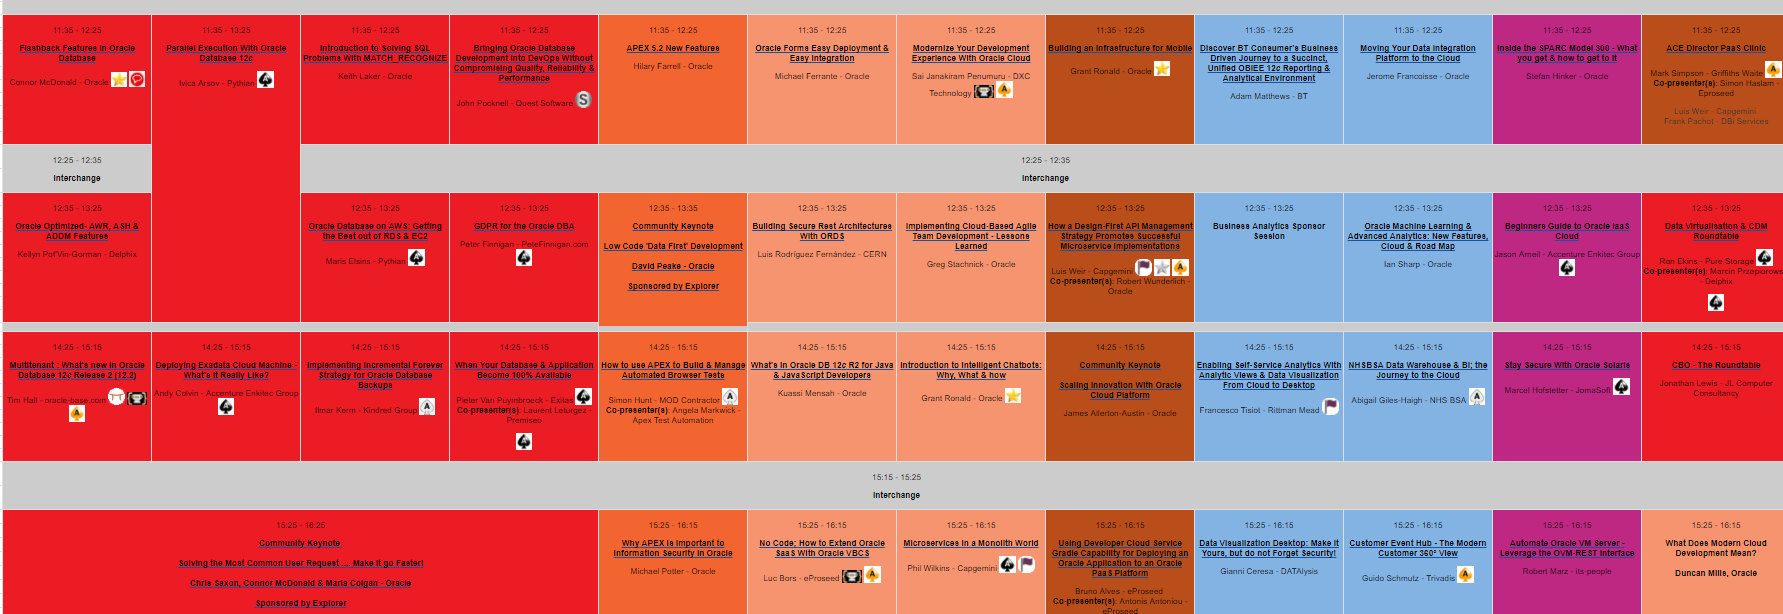 11:35 - 12:25
Flashback Features in Oracle
Database
Connor McDonald - Oracle
11:35 - 13:25
Parallel Execution With Oracle
Database 12c
Ivica Arsov - Pythian
11:35 - 12:25
Introduction to Solving SQL
Problems With MATCH_RECOGNIZE
Keith Laker - Oracle
11:35 - 12:25
Bringing Oracle Database
Development into DevOps Without
Compromising Quality, Reliability &
Performance
John Pocknell - Quest Software
11:35 - 12:25
APEX 5.2 New Features
Hilary Farrell - Oracle
11:35 - 12:25
Oracle Forms Easy Deployment &
Easy Integration
Michael Ferrante - Oracle
11:35 - 12:25
Modernize Your Development
Experience With Oracle Cloud
Sai Janakiram Penumuru - DXC
Technology
11:35 - 12:25
Building an Infrastructure for Mobile
Grant Ronald - Oracle
11:35 - 12:25
Discover BT Consumer's Business
Driven Journey to a Succinct,
Unified OBIEE 12c Reporting &
Analytical Environment
Adam Matthews - BT
11:35 - 12:25
Moving Your Data Integration
Platform to the Cloud
Jerome Francoisse - Oracle
11:35 - 12:25
Inside the SPARC Model 300 - What
you get & how to get to it
Stefan Hinker - Oracle
11:35 - 12:25
ACE Director PaaS Clinic
Mark Simpson - Griffiths Waite
Co-presenter(s): Simon Haslam -
Eproseed
Luis Weir - Capgemini
Frank Pachot - DBi Services
12:25 - 12:35
Interchange
12:25 - 12:35
Interchange
12:35 - 13:25
Oracle Optimized- AWR, ASH &
ADDM Features
Kellyn Pot'Vin-Gorman - Delphix
12:35 - 13:25
Oracle Database on AWS: Getting
the Best out of RDS & EC2
Maris Elsins - Pythian
12:35 - 13:25
GDPR for the Oracle DBA
Peter Finnigan - PeteFinnigan.com
12:35 - 13:35
Community Keynote
Low Code 'Data First' Development
David Peake - Oracle
Sponsored by Explorer
12:35 - 13:25
Building Secure Rest Architectures
With ORDS
Luis Rodríguez Fernández - CERN
12:35 - 13:25
Implementing Cloud-Based Agile
Team Development - Lessons
Learned
Greg Stachnick - Oracle
12:35 - 13:25
How a Design-First API Management
Strategy Promotes Successful
Microservice Implementations
Luis Weir - Capgemini
Co-presenter(s): Robert Wunderlich -
Oracle
12:35 - 13:25
Business Analytics Sponsor
Session
12:35 - 13:25
Oracle Machine Learning &
Advanced Analytics: New Features,
Cloud & Road Map
Ian Sharp - Oracle
12:35 - 13:25
Beginners Guide to Oracle IaaS
Cloud
Jason Arneil - Accenture Enkitec Group
12:35 - 13:25
Data Virtualisation & CDM
Roundtable
Ron Ekins - Pure Storage
Co-presenter(s): Marcin Przepiorowski
- Delphix
14:25 - 15:15
Multitenant : What's new in Oracle
Database 12c Release 2 (12.2)
Tim Hall - oracle-base.com
14:25 - 15:15
Deploying Exadata Cloud Machine -
What's it Really Like?
Andy Colvin - Accenture Enkitec Group
14:25 - 15:15
Implementing Incremental Forever
Strategy for Oracle Database
Backups
Ilmar Kerm - Kindred Group
14:25 - 15:15
When Your Database & Application
Become 100% Available
Pieter Van Puymbroeck - Exitas
Co-presenter(s): Laurent Leturgez -
Premiseo
14:25 - 15:15
How to use APEX to Build & Manage
Automated Browser Tests
Simon Hunt - MOD Contractor
Co-presenter(s): Angela Markwick -
Apex Test Automation
14:25 - 15:15
What's in Oracle DB 12c R2 for Java
& JavaScript Developers
Kuassi Mensah - Oracle
14:25 - 15:15
Introduction to Intelligent Chatbots:
Why, What & how
Grant Ronald - Oracle
14:25 - 15:15
Community Keynote
Scaling Innovation With Oracle
Cloud Platform
James Allerton-Austin - Oracle
14:25 - 15:15
Enabling Self-Service Analytics With
Analytic Views & Data Visualization
From Cloud to Desktop
Francesco Tisiot - Rittman Mead
14:25 - 15:15
NHSBSA Data Warehouse & BI; the
Journey to the Cloud
Abigail Giles-Haigh - NHS BSA
14:25 - 15:15
Stay Secure With Oracle Solaris
Marcel Hofstetter - JomaSoft
14:25 - 15:15
CBO - The Roundtable
Jonathan Lewis - JL Computer
Consultancy
15:15 - 15:25
Interchange
15:25 - 16:25
Community Keynote
Solving the Most Common User Request .... Make it go Faster!
Chris Saxon, Connor McDonald & Maria Colgan - Oracle
Sponsored by Explorer
15:25 - 16:15
Why APEX is Important to
Information Security in Oracle
Michael Potter - Oracle
15:25 - 16:15
No Code; How to Extend Oracle
SaaS With Oracle VBCS
Luc Bors - eProseed
15:25 - 16:15
Microservices in a Monolith World
Phil Wilkins - Capgemini
15:25 - 16:15
Using Developer Cloud Service
Gradle Capability for Deploying an
Oracle Application to an Oracle
PaaS Platform
Bruno Alves - eProseed
Co-presenter(s): Antonis Antoniou -
eProseed
15:25 - 16:15
Data Visualization Desktop: Make it
Yours, but do not Forget Security!
Gianni Ceresa - DATAlysis
15:25 - 16:15
Customer Event Hub - The Modern
Customer 360° View
Guido Schmutz - Trivadis
15:25 - 16:15
Automate Oracle VM Server -
Leverage the OVM-REST Interface
Robert Marz - its-people
15:25 - 16:15
What Does Modern Cloud
Development Mean?
Duncan Mills, Oracle